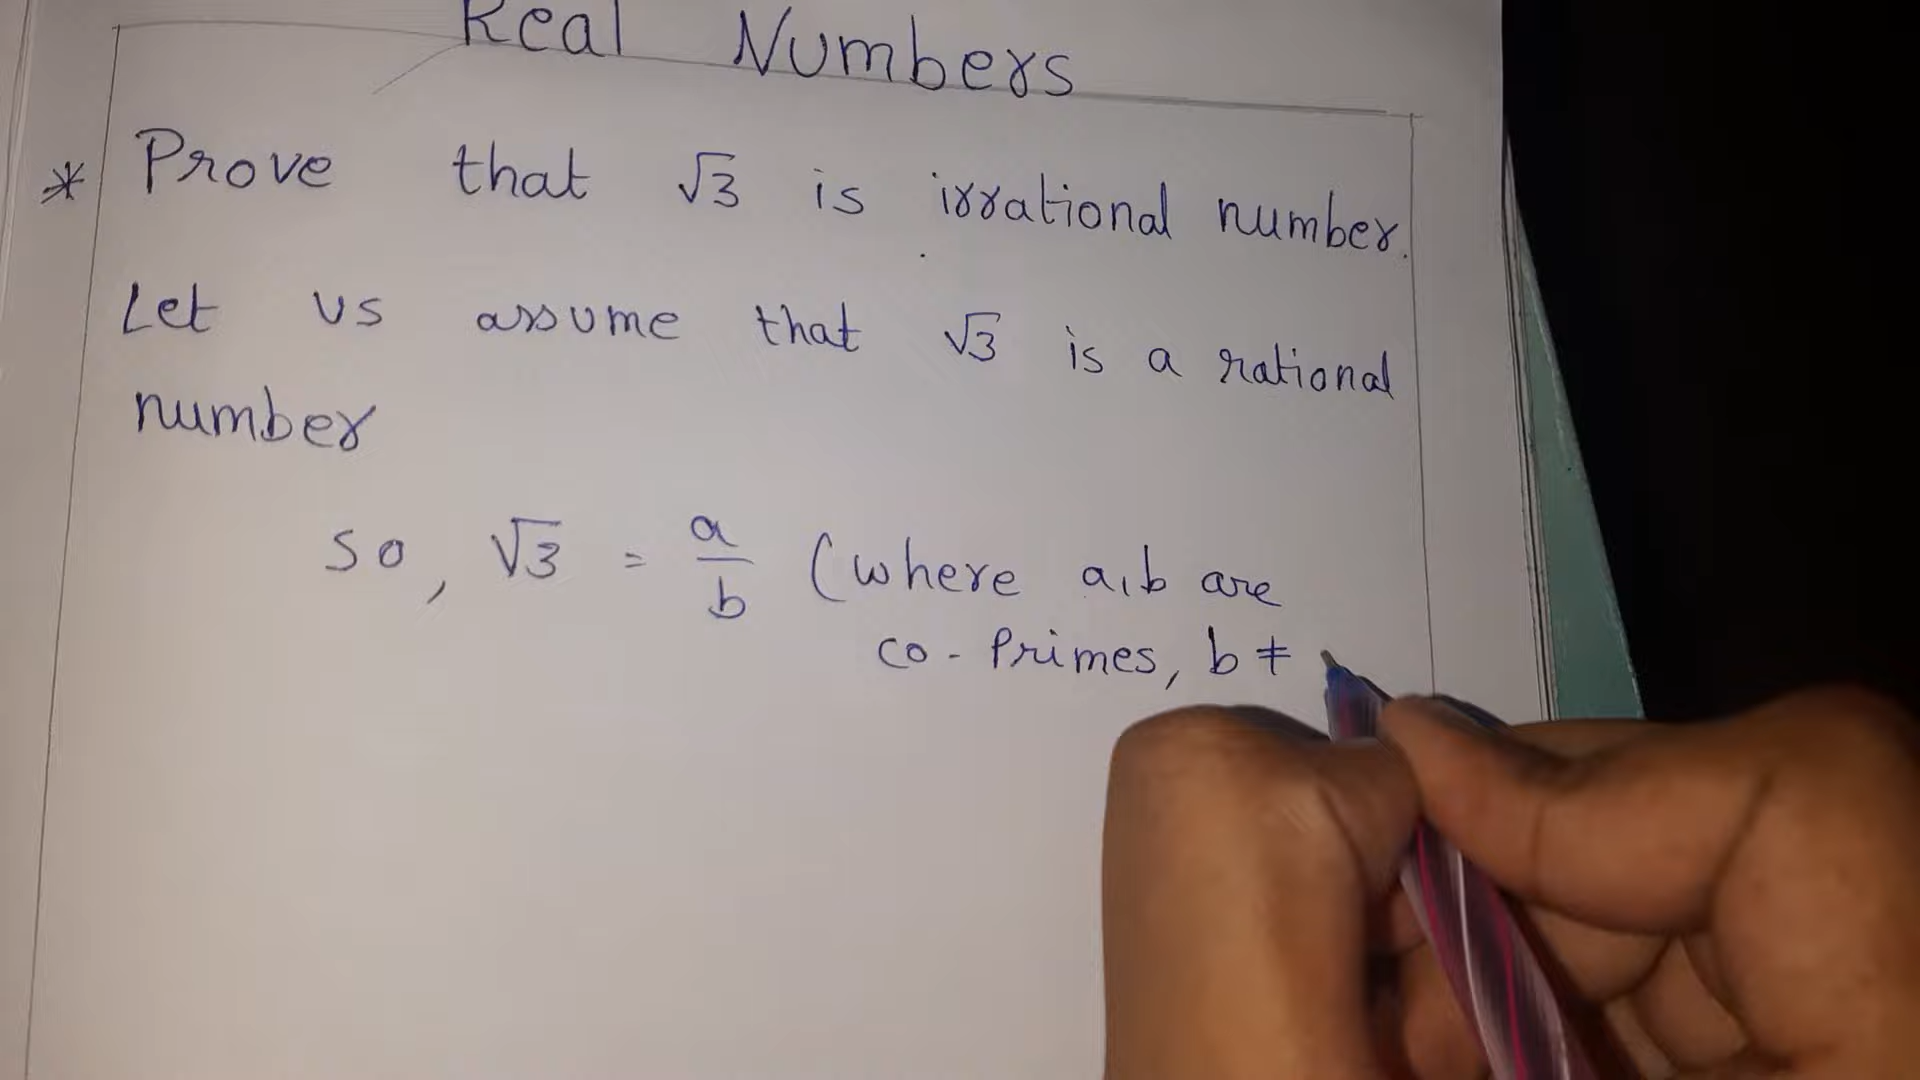 Real Numbers
* Prove that √3 is irrational number.
Let us assume that √3 is a rational
number
So, √3 = a/b (where a,b are
co-Primes, b ≠